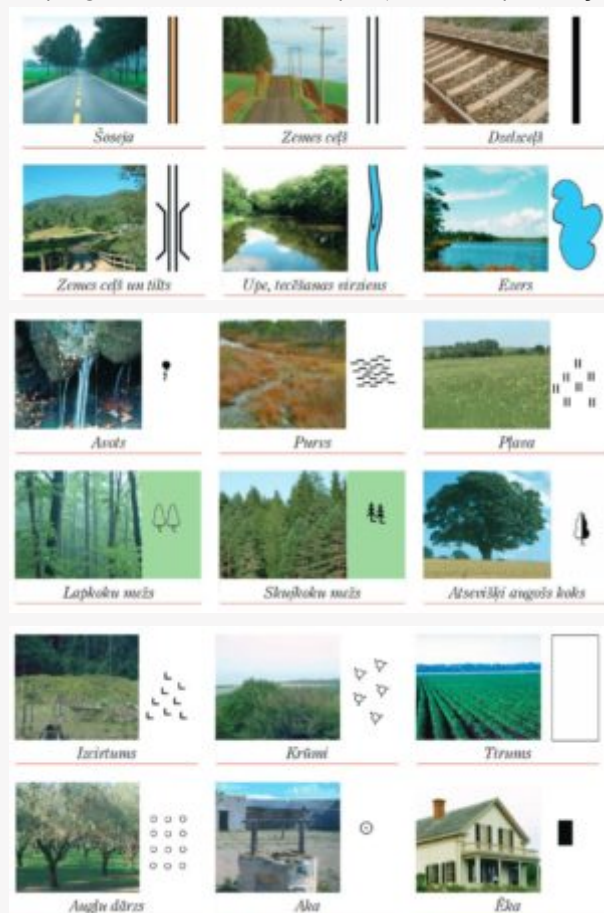 Šoseja
Zemes ceļš
Dzelzceļš
Zemes ceļš un tilts
Upe, tecēšanas virziens
Ezers
Avots
Purvs
Pļava
Lapkoku mežs
Skujkoku mežs
Atsevišķi augošs koks
Izcirtums
Krūmi
Tīrums
Augļu dārzs
Aka
Ēka